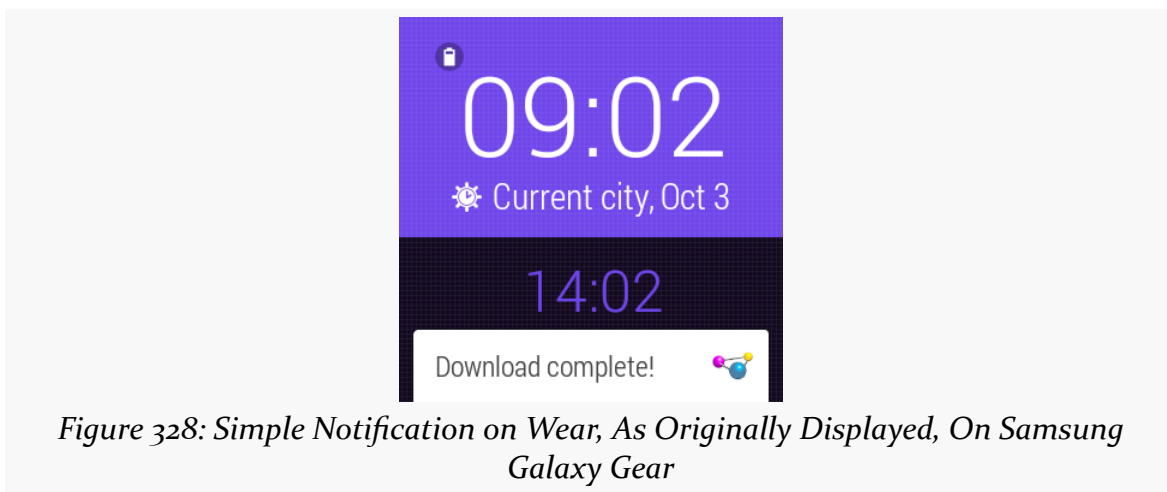 09:02
Current city, Oct 3
14:02
Download complete!
Figure 328: Simple Notification on Wear, As Originally Displayed, On Samsung
Galaxy Gear